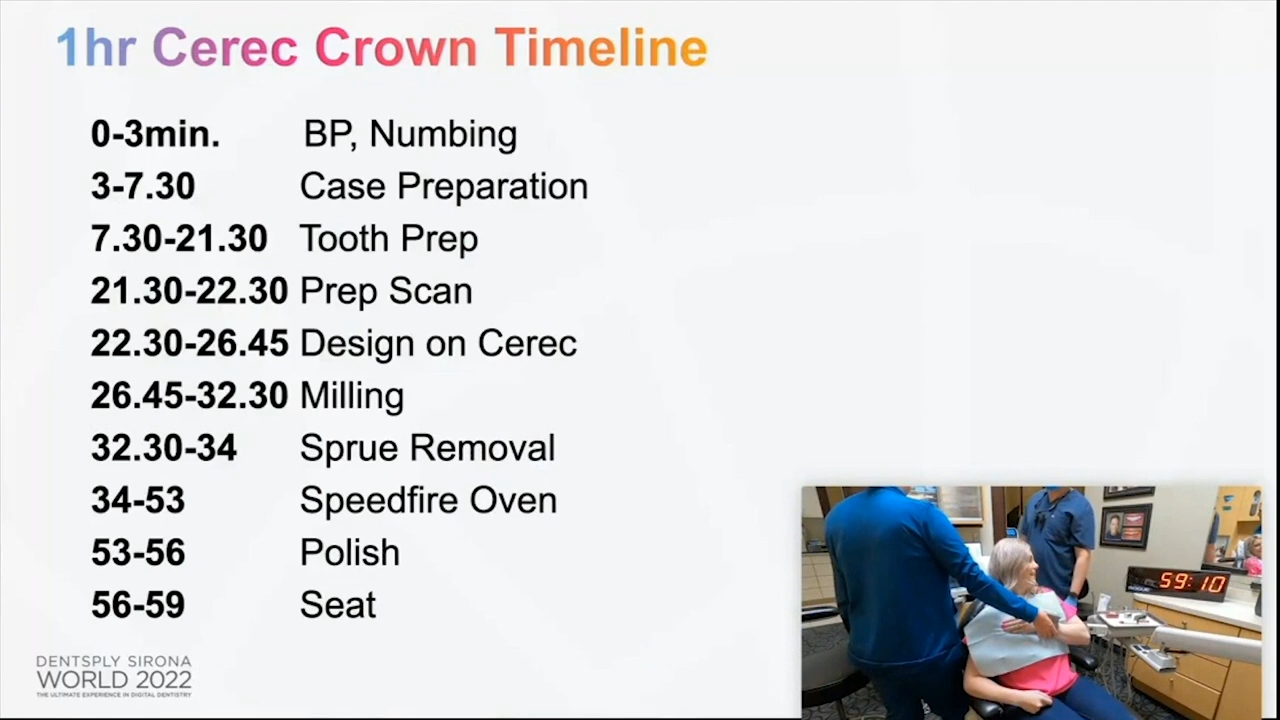 1hr Cerec Crown Timeline
0-3min. BP, Numbing
3-7.30 Case Preparation
7.30-21.30 Tooth Prep
21.30-22.30 Prep Scan
22.30-26.45 Design on Cerec
26.45-32.30 Milling
32.30-34 Sprue Removal
34-53 Speedfire Oven
53-56 Polish
56-59 Seat
59:10
DENTSPLY SIRONA
WORLD 2022
THE ULTIMATE EXPERIENCE IN DIGITAL DENTISTRY